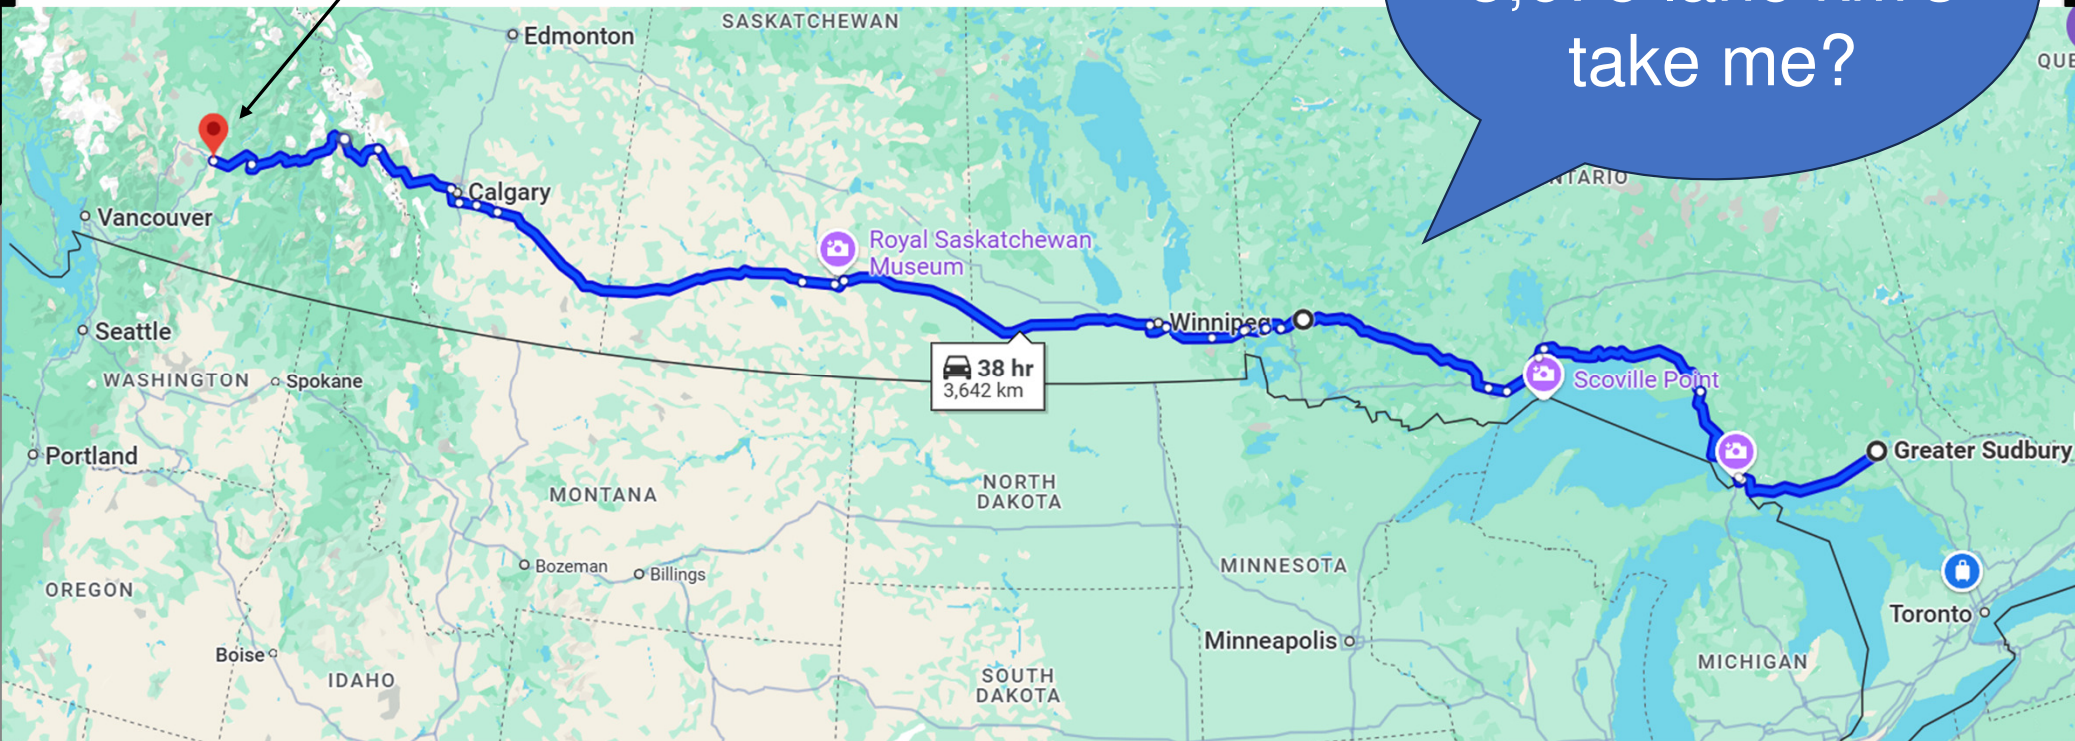 SASKATCHEWAN
Edmonton
take me?
Calgary
Vancouver
Royal Saskatchewan
Museum
Winnipeg
Seattle
38 hr
3,642 km
WASHINGTON
Spokane
Scoville Point
Portland
Greater Sudbury
MONTANA
NORTH
DAKOTA
Bozeman
Billings
MINNESOTA
OREGON
Toronto
Minneapolis
Boise
IDAHO
SOUTH
DAKOTA
MICHIGAN